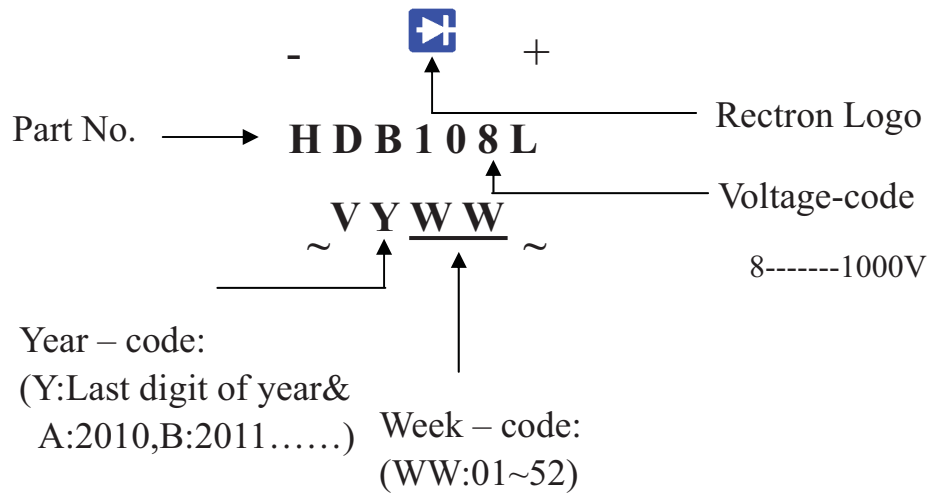 - +
Rectron Logo
Part No.
H D B 1 0 8 L
Voltage-code
8-------1000V
~ V Y W W ~
Year – code:
(Y:Last digit of year&
A:2010,B:2011……)
Week – code:
(WW:01~52)